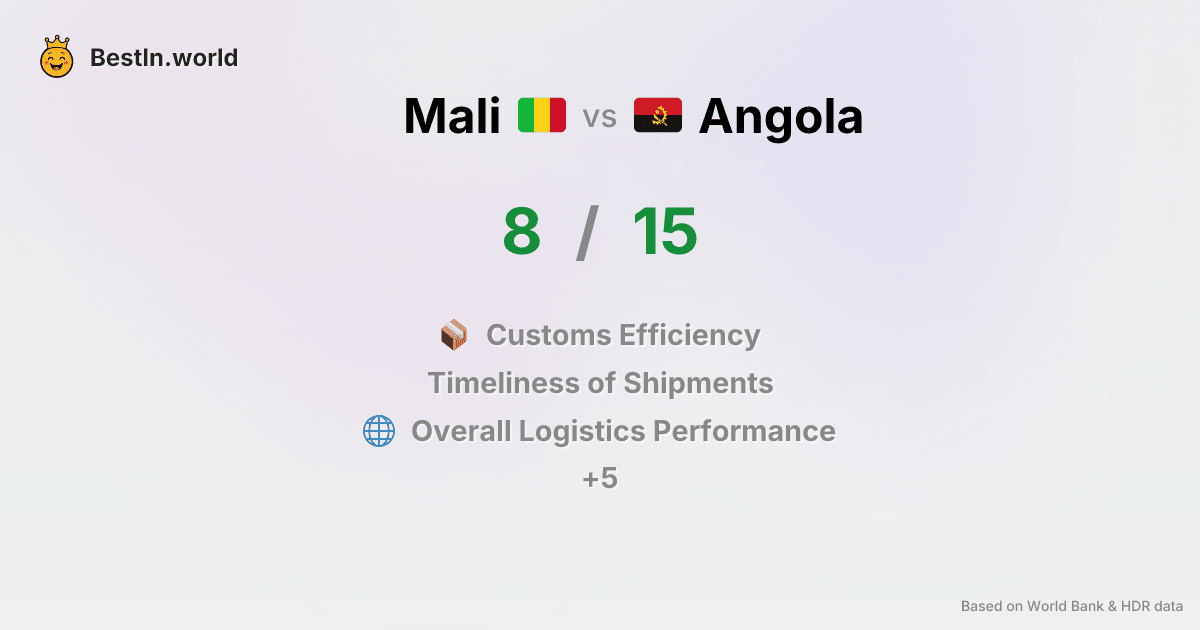 BestIn.world
Mali vs Angola
8 / 15
Customs Efficiency
Timeliness of Shipments
Overall Logistics Performance
+5
Based on World Bank & HDR data